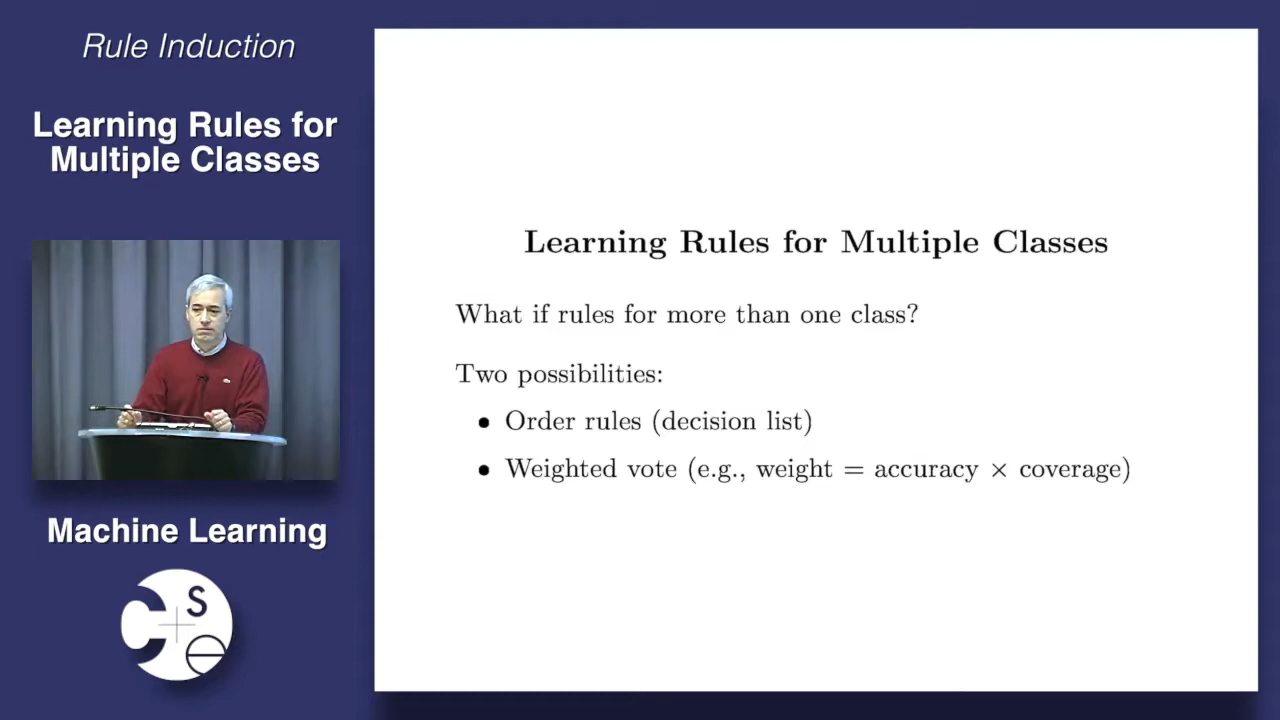 Rule Induction
Learning Rules for
Multiple Classes
Machine Learning
C S e
Learning Rules for Multiple Classes
What if rules for more than one class?
Two possibilities:
• Order rules (decision list)
• Weighted vote (e.g., weight = accuracy × coverage)